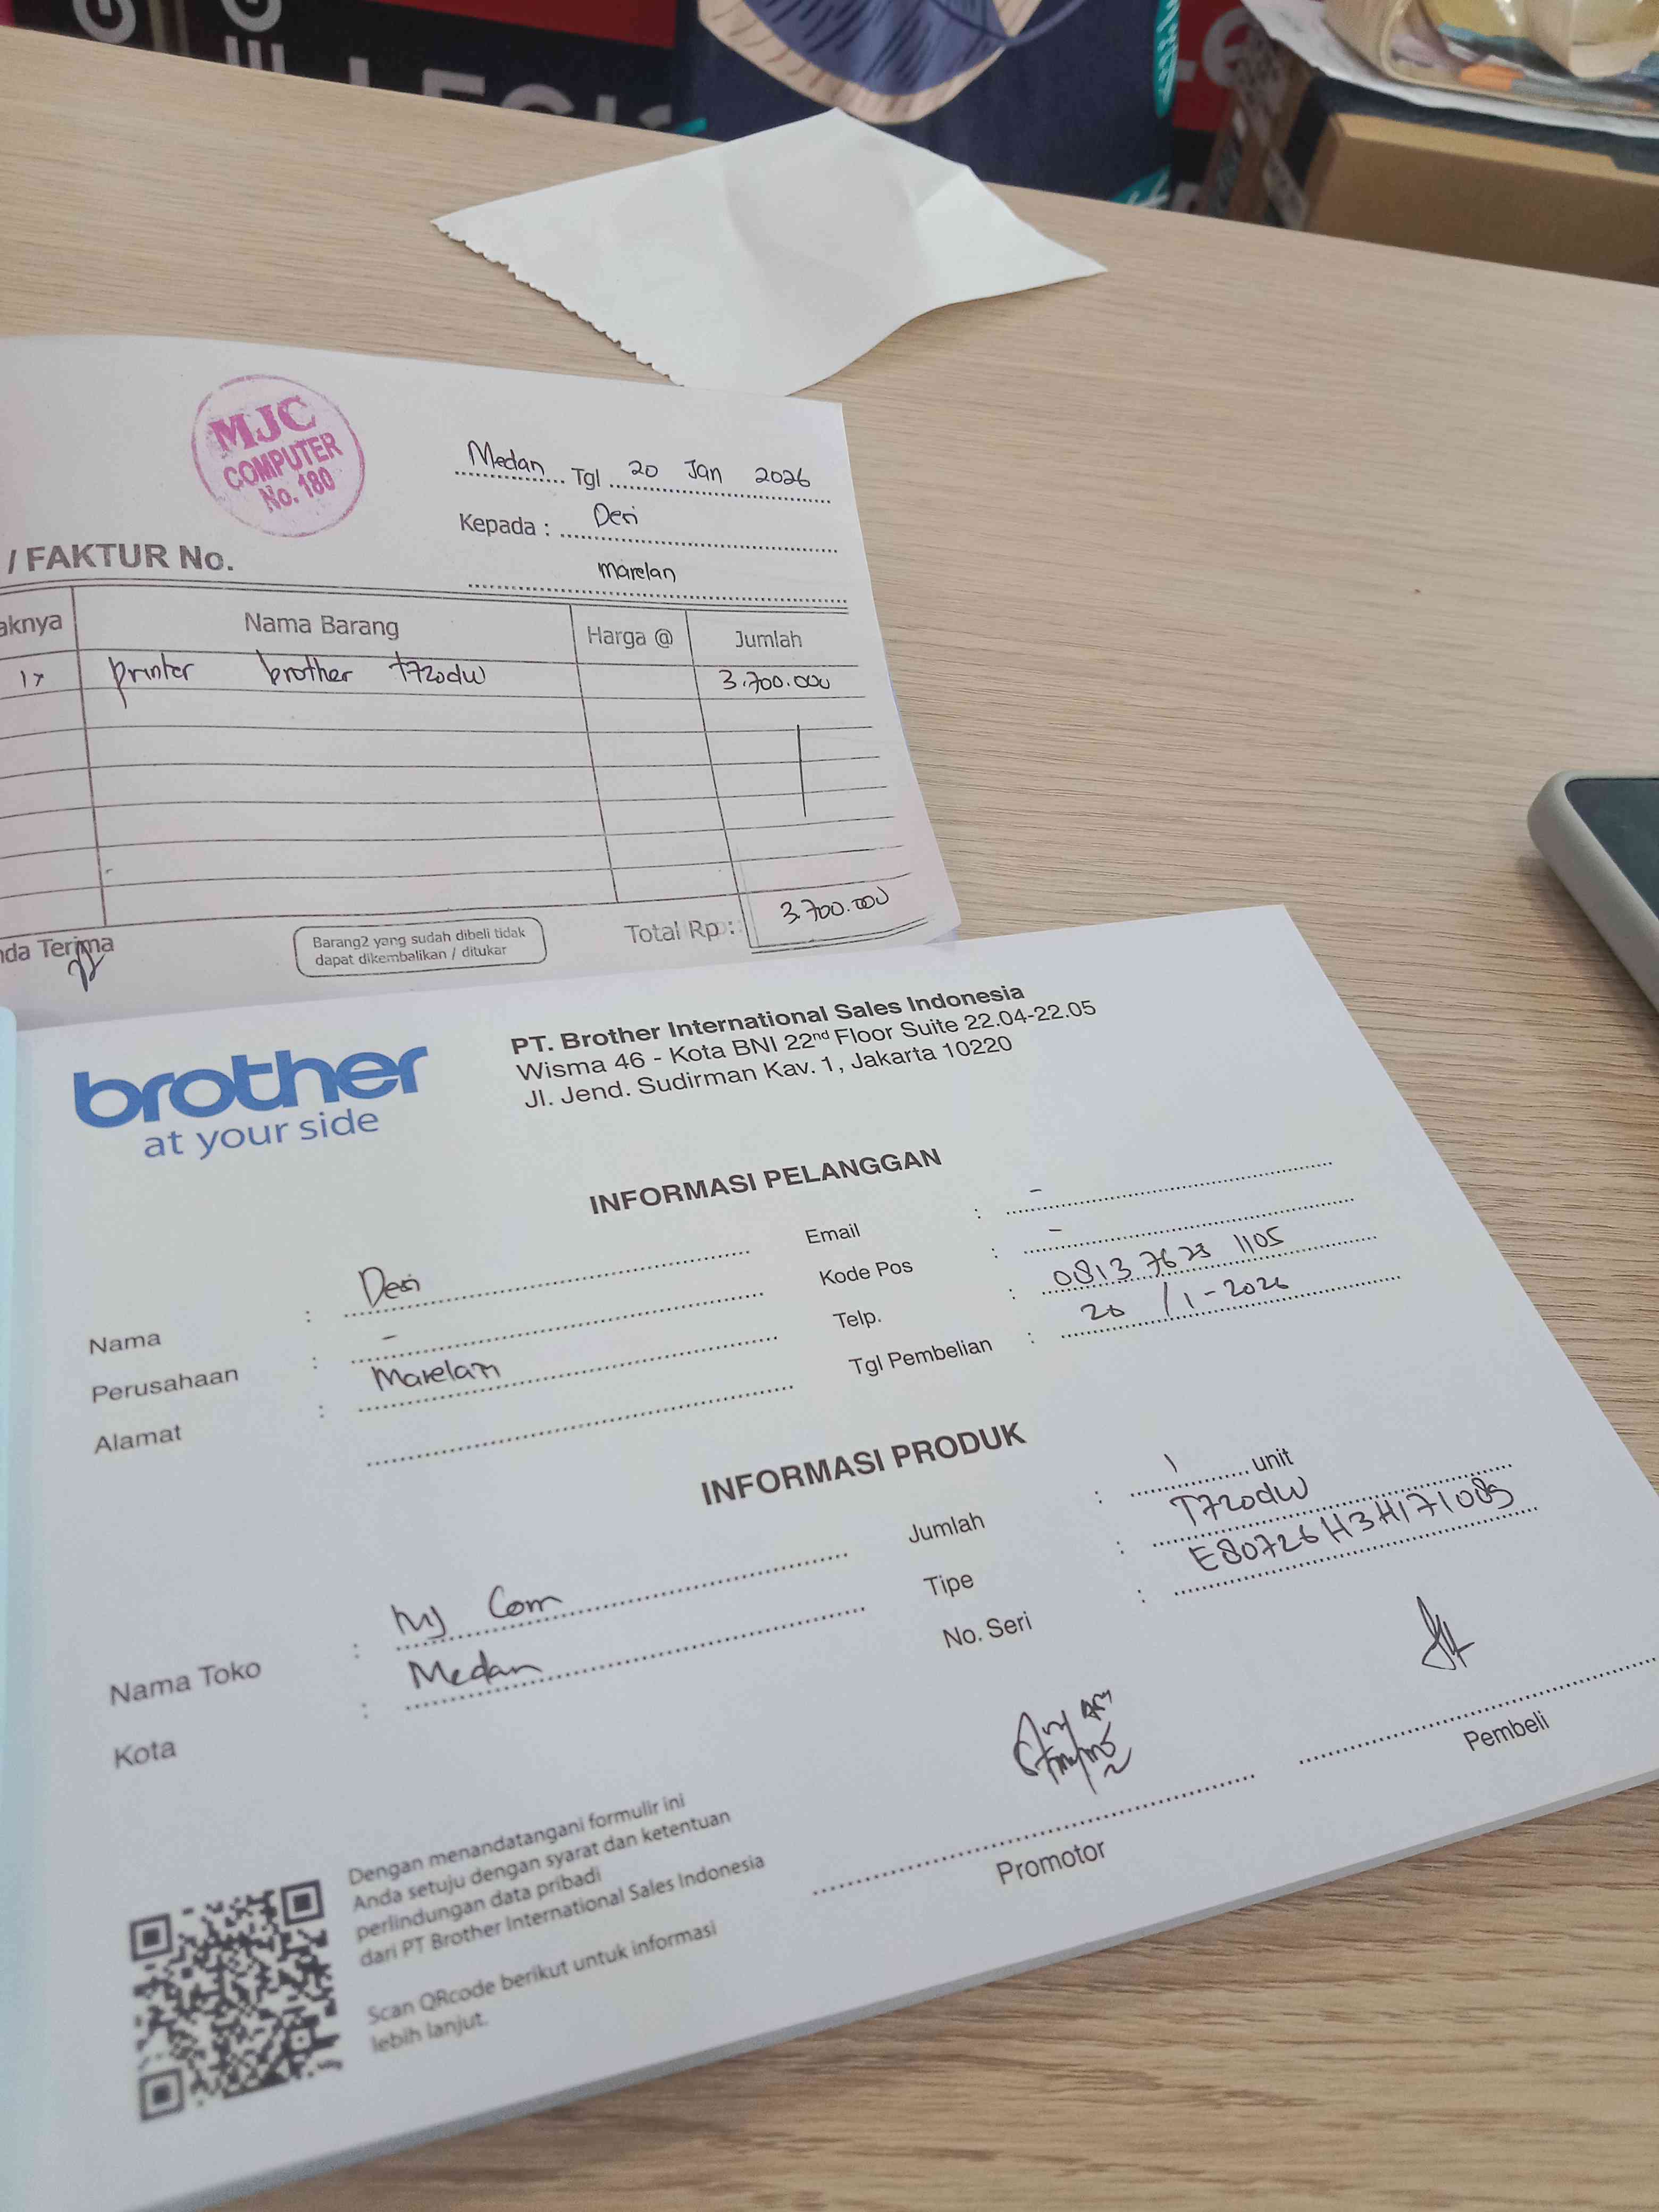 MJC
COMPUTER
No. 180
Medan Tgl 20 Jan 2026
Kepada : Deri
marelan
/ FAKTUR No.
aknya Nama Barang Harga @ Jumlah
1x printer brother t720dw 3.700.000
Total Rp : 3.700.000
nda Terima
Barang2 yang sudah dibeli tidak
dapat dikembalikan / ditukar
brother
at your side
PT. Brother International Sales Indonesia
Wisma 46 - Kota BNI 22nd Floor Suite 22.04-22.05
Jl. Jend. Sudirman Kav. 1, Jakarta 10220
INFORMASI PELANGGAN
Nama : Deri
Perusahaan : -
Alamat : Marelan
Email : -
Kode Pos : -
Telp. : 0813 7623 1105
Tgl Pembelian : 20 / 1 - 2026
INFORMASI PRODUK
Nama Toko : Com
Kota : Medan
Jumlah : 1 unit
Tipe : T720dW
No. Seri : E80726H3H171085
Promotor
Pembeli
Dengan menandatangani formulir ini
Anda setuju dengan syarat dan ketentuan
perlindungan data pribadi
dari PT Brother International Sales Indonesia
Scan QRcode berikut untuk informasi
lebih lanjut.